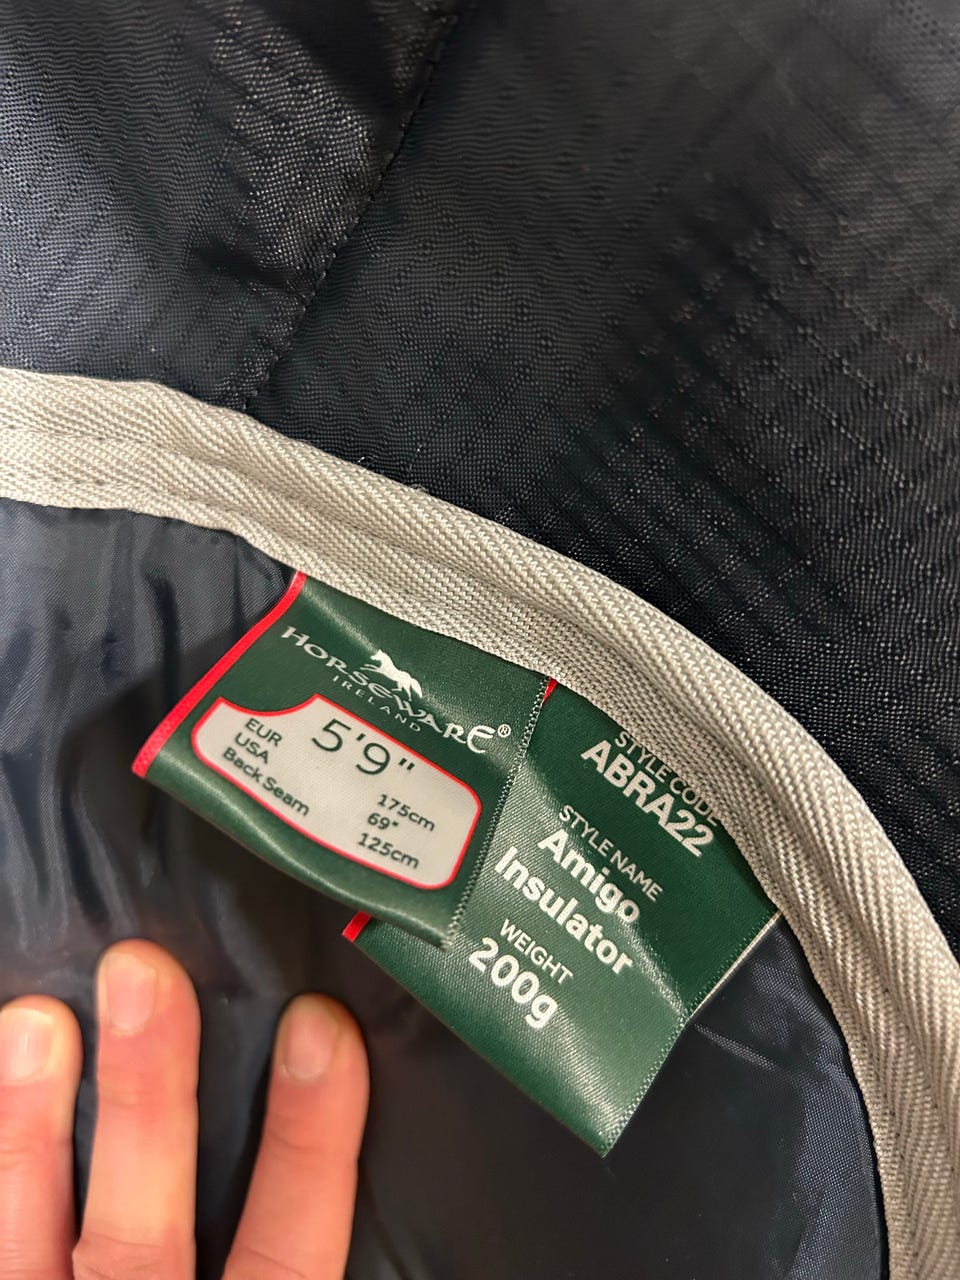 HORSEWARE®
IRELAND
5'9"
EUR 175cm
USA 69"
Back Seam 125cm
STYLE CODE
ABRA22
STYLE NAME
Amigo
Insulator
WEIGHT
200g